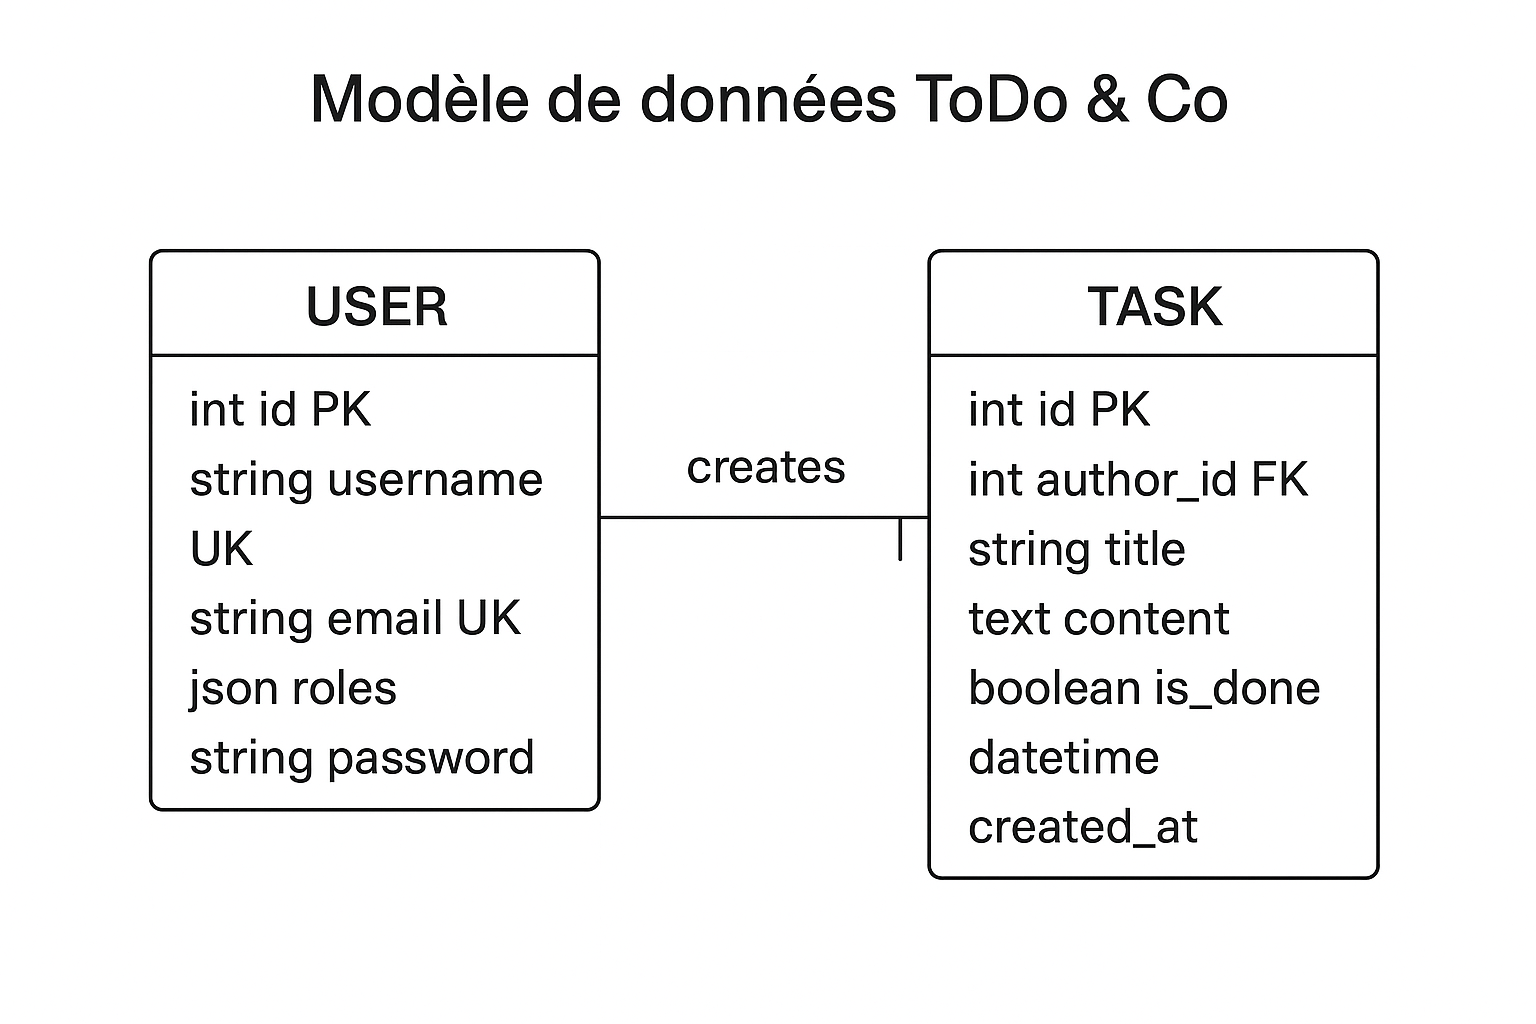 Modèle de données ToDo & Co
USER
int id PK
string username
UK
string email UK
json roles
string password
creates
TASK
int id PK
int author_id FK
string title
text content
boolean is_done
datetime
created_at